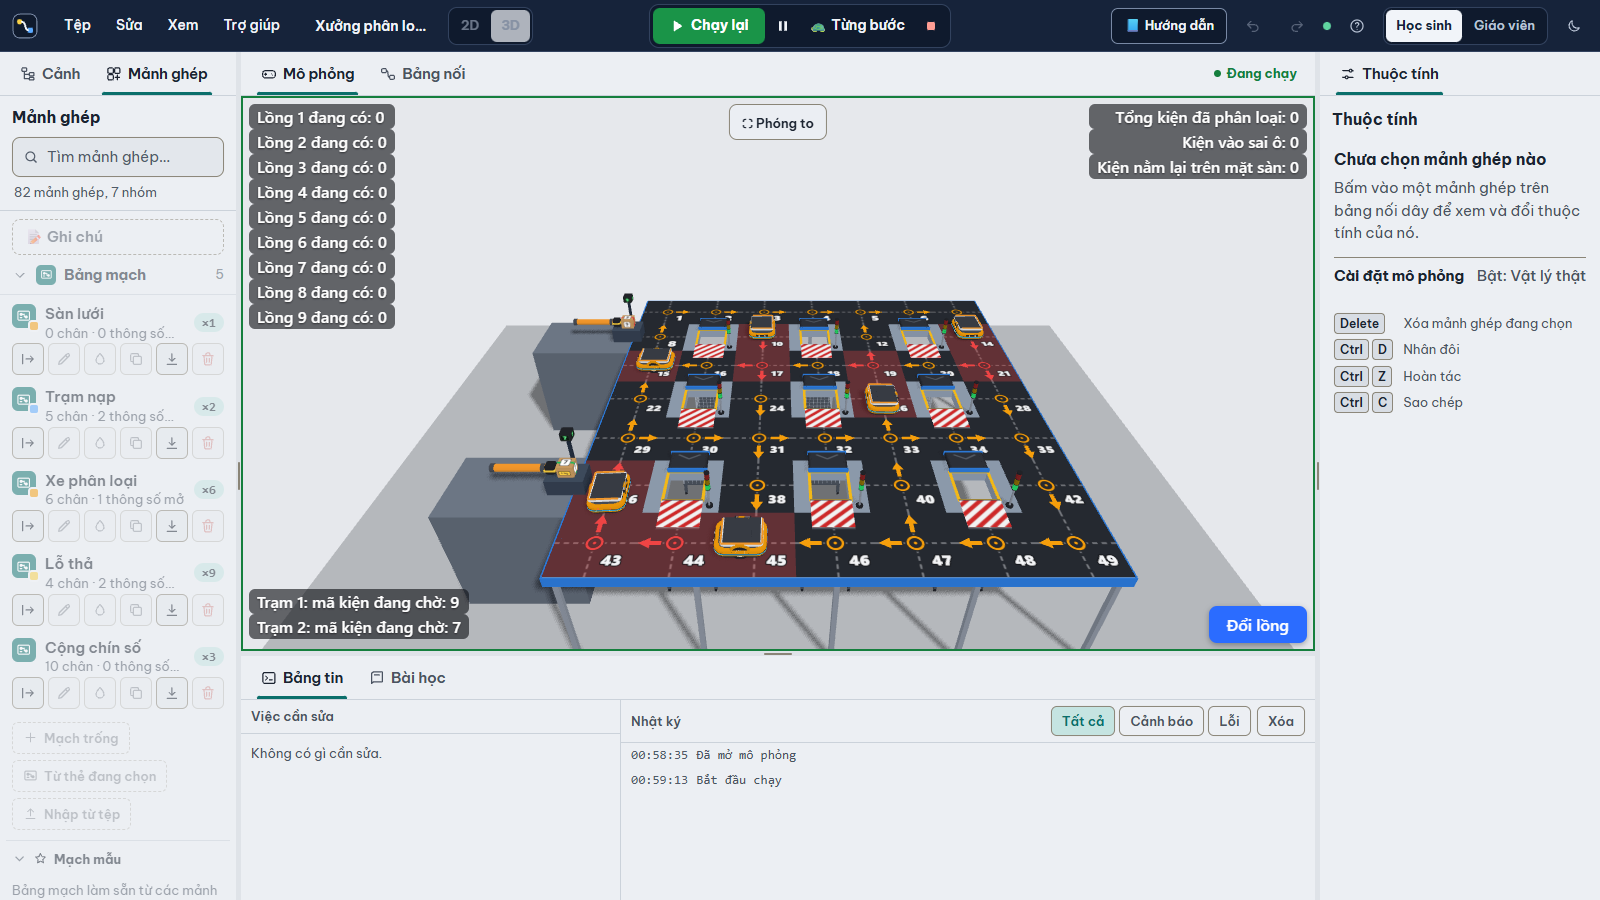 Tệp Sửa Xem Trợ giúp Xưởng phân lo... 2D 3D Chạy lại Từng bước Hướng dẫn Học sinh Giáo viên
Cảnh Mảnh ghép
Mảnh ghép
Tìm mảnh ghép...
82 mảnh ghép, 7 nhóm
Ghi chú
Bảng mạch 5
Sàn lưới
0 chân · 0 thông số... ×1
Trạm nạp
5 chân · 2 thông số... ×2
Xe phân loại
6 chân · 1 thông số mở ×6
Lỗ thả
4 chân · 2 thông số... ×9
Cộng chín số
10 chân · 0 thông số... ×3
+ Mạch trống
Từ thẻ đang chọn
Nhập từ tệp
Mạch mẫu
Bảng mạch làm sẵn từ các mảnh
Mô phỏng Bảng nối Đang chạy
Lồng 1 đang có: 0
Lồng 2 đang có: 0
Lồng 3 đang có: 0
Lồng 4 đang có: 0
Lồng 5 đang có: 0
Lồng 6 đang có: 0
Lồng 7 đang có: 0
Lồng 8 đang có: 0
Lồng 9 đang có: 0
Phóng to
Tổng kiện đã phân loại: 0
Kiện vào sai ô: 0
Kiện nằm lại trên mặt sàn: 0
8 10 12 14
15 17 19 21
22 24 28
29 30 31 32 33 34 35
38 40 42
43 44 45 46 47 48 49
Trạm 1: mã kiện đang chờ: 9
Trạm 2: mã kiện đang chờ: 7
Đổi lồng
Bảng tin Bài học
Việc cần sửa
Không có gì cần sửa.
Nhật ký Tất cả Cảnh báo Lỗi Xóa
00:58:35 Đã mở mô phỏng
00:59:13 Bắt đầu chạy
Thuộc tính
Thuộc tính
Chưa chọn mảnh ghép nào
Bấm vào một mảnh ghép trên
bảng nối dây để xem và đổi thuộc
tính của nó.
Cài đặt mô phỏng Bật: Vật lý thật
Delete Xóa mảnh ghép đang chọn
Ctrl D Nhân đôi
Ctrl Z Hoàn tác
Ctrl C Sao chép